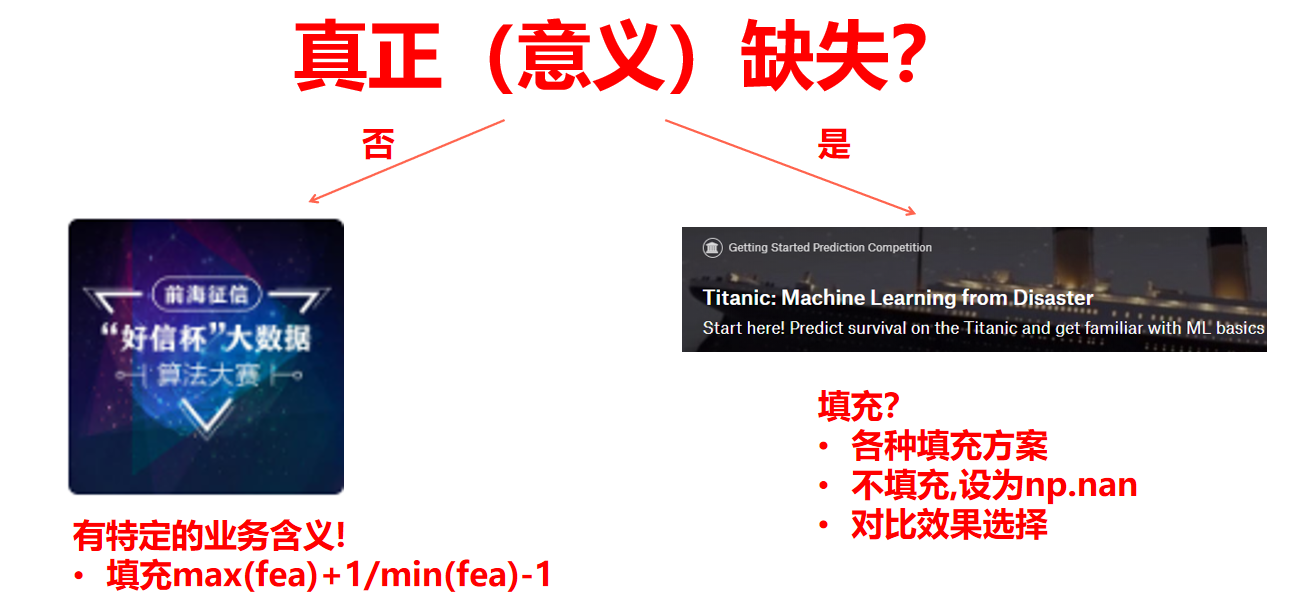 真正（意义）缺失?
否
是
前海征信
“好信杯”大数据
算法大赛
有特定的业务含义!
• 填充max(fea)+1/min(fea)-1
Getting Started Prediction Competition
Titanic: Machine Learning from Disaster
Start here! Predict survival on the Titanic and get familiar with ML basics
填充?
• 各种填充方案
• 不填充,设为np.nan
• 对比效果选择